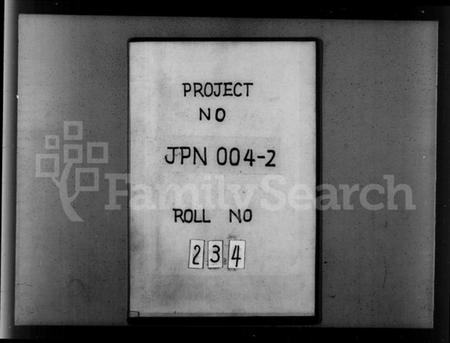 PROJECT
NO
JPN 004-2
FamilySearch
ROLL NO
234